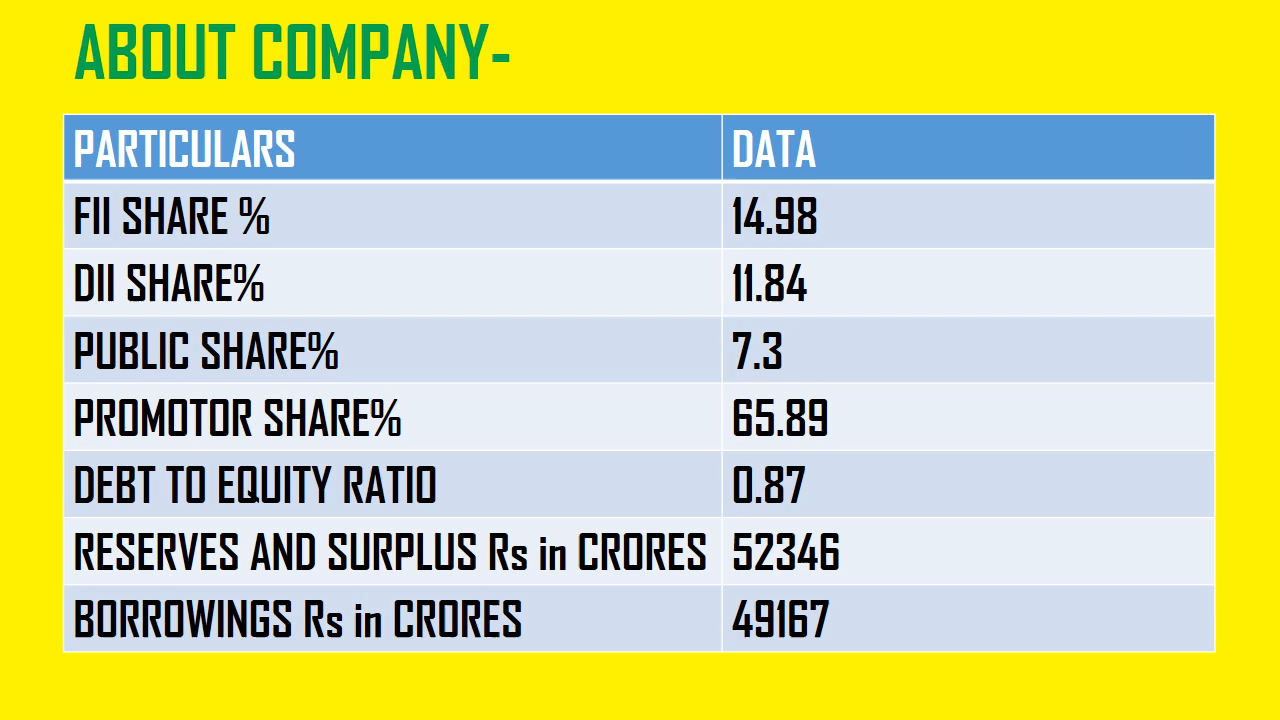 ABOUT COMPANY-
PARTICULARS DATA
FII SHARE % 14.98
DII SHARE% 11.84
PUBLIC SHARE% 7.3
PROMOTOR SHARE% 65.89
DEBT TO EQUITY RATIO 0.87
RESERVES AND SURPLUS Rs in CRORES 52346
BORROWINGS Rs in CRORES 49167